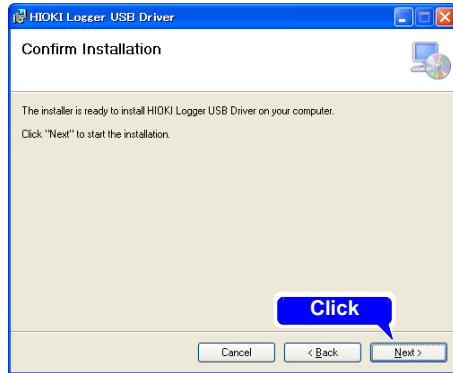 HIOKI Logger USB Driver
Confirm Installation
The installer is ready to install HIOKI Logger USB Driver on your computer.
Click "Next" to start the installation.
Click
Cancel
< Back
Next >